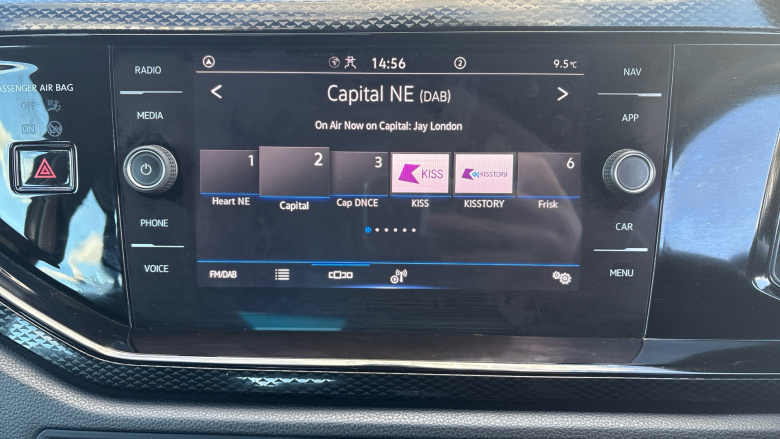 PASSENGER AIR BAG
OFF
ON
RADIO
MEDIA
PHONE
VOICE
14:56
2
9.5°C
Capital NE (DAB)
On Air Now on Capital: Jay London
1
2
3
KISS
KISSTORY
6
Heart NE
Capital
Cap DNCE
KISS
KISSTORY
Frisk
FM/DAB
NAV
APP
CAR
MENU